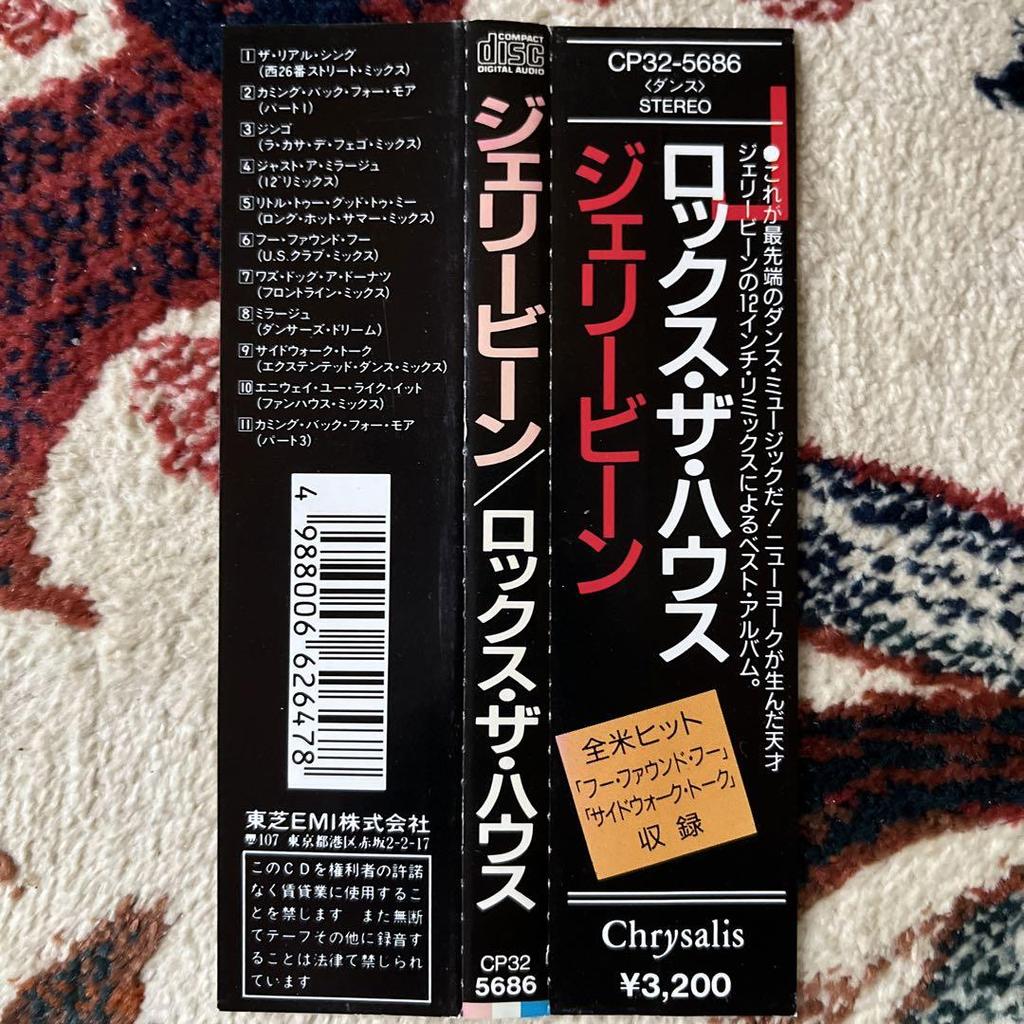 1 ザ・リアル・シング
(西26番ストリート・ミックス)
2 カミング・バック・フォー・モア
(パート1)
3 ジンゴ
(ラ・カサ・デ・フェゴ・ミックス)
4 ジャスト・ア・ミラージュ
(12"リミックス)
5 リトル・トゥー・グッド・トゥ・ミー
(ロング・ホット・サマー・ミックス)
6 フー・ファウンド・フー
(U.S.クラブ・ミックス)
7 ワズ・ドッグ・ア・ドーナツ
(フロントライン・ミックス)
8 ミラージュ
(ダンサーズ・ドリーム)
9 サイドウォーク・トーク
(エクステンテッド・ダンス・ミックス)
10 エニウェイ・ユー・ライク・イット
(ファンハウス・ミックス)
11 カミング・バック・フォー・モア
(パート3)
4 988006 626478
東芝EMI株式会社
〒107 東京都港区赤坂2-2-17
このCDを権利者の許諾
なく賃貸業に使用するこ
とを禁じます また無断
でテープその他に録音す
ることは法律で禁じられ
ています
COMPACT
disc
DIGITAL AUDIO
ジェリービーン/ロックス・ザ・ハウス
CP32
5686
CP32-5686
〈ダンス〉
STEREO
●これが最先端のダンス・ミュージックだ!ニューヨークが生んだ天才
ジェリービーンの12インチ・リミックスによるベスト・アルバム。
ロックス・ザ・ハウス
ジェリービーン
全米ヒット
「フー・ファウンド・フー」
「サイドウォーク・トーク」
収録
Chrysalis
¥3,200